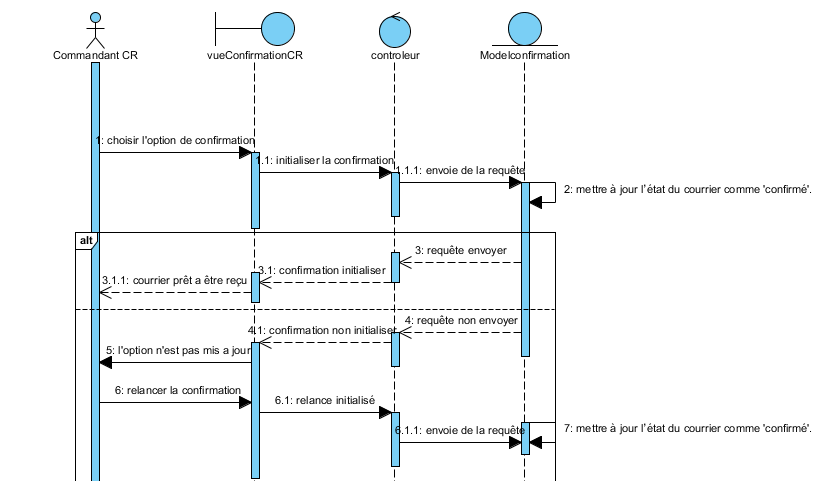 Commandant CR
vueConfirmationCR
controleur
Modelconfirmation
1: choisir l'option de confirmation
1.1: initialiser la confirmation
1.1.1: envoie de la requête
2: mettre à jour l'état du courrier comme 'confirmé'.
alt
3: requête envoyer
3.1: confirmation initialiser
3.1.1: courrier prêt a être reçu
4: requête non envoyer
4.1: confirmation non initialiser
5: l'option n'est pas mis a jour
6: relancer la confirmation
6.1: relance initialisé
6.1.1: envoie de la requête
7: mettre à jour l'état du courrier comme 'confirmé'.